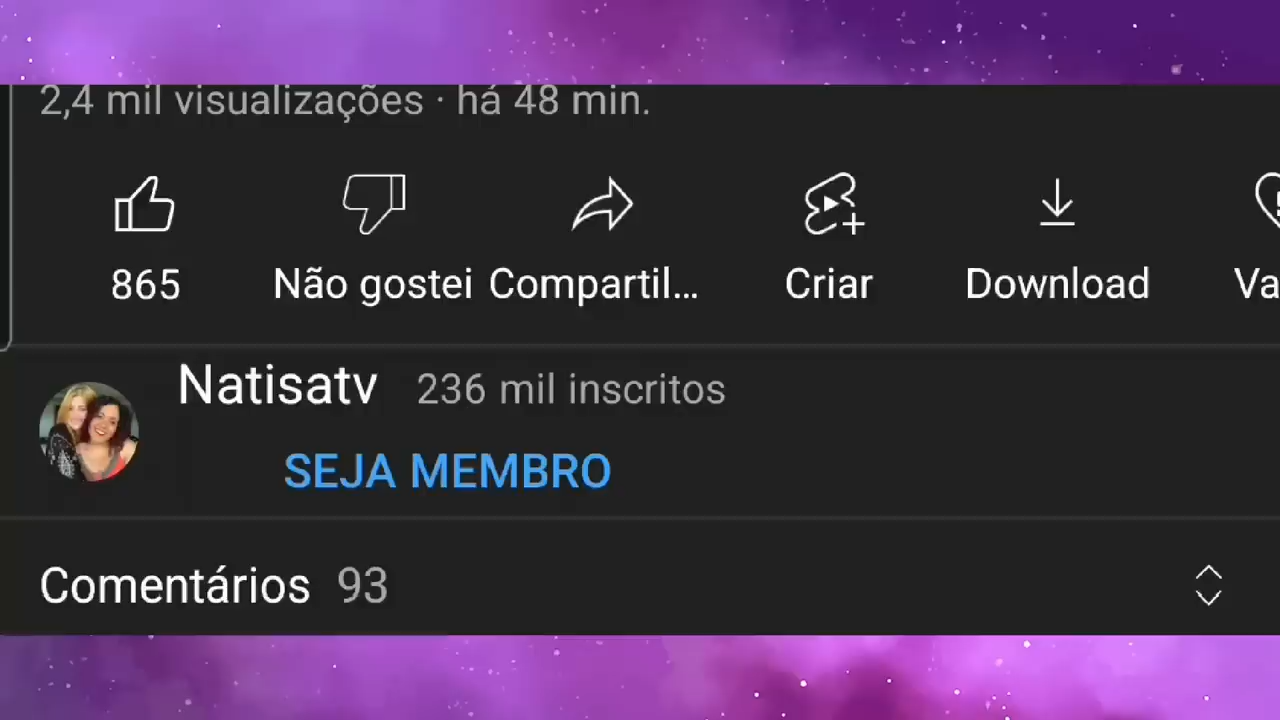 2,4 mil visualizações · há 48 min.
865 Não gostei Compartil... Criar Download Va
Natisatv 236 mil inscritos
SEJA MEMBRO
Comentários 93